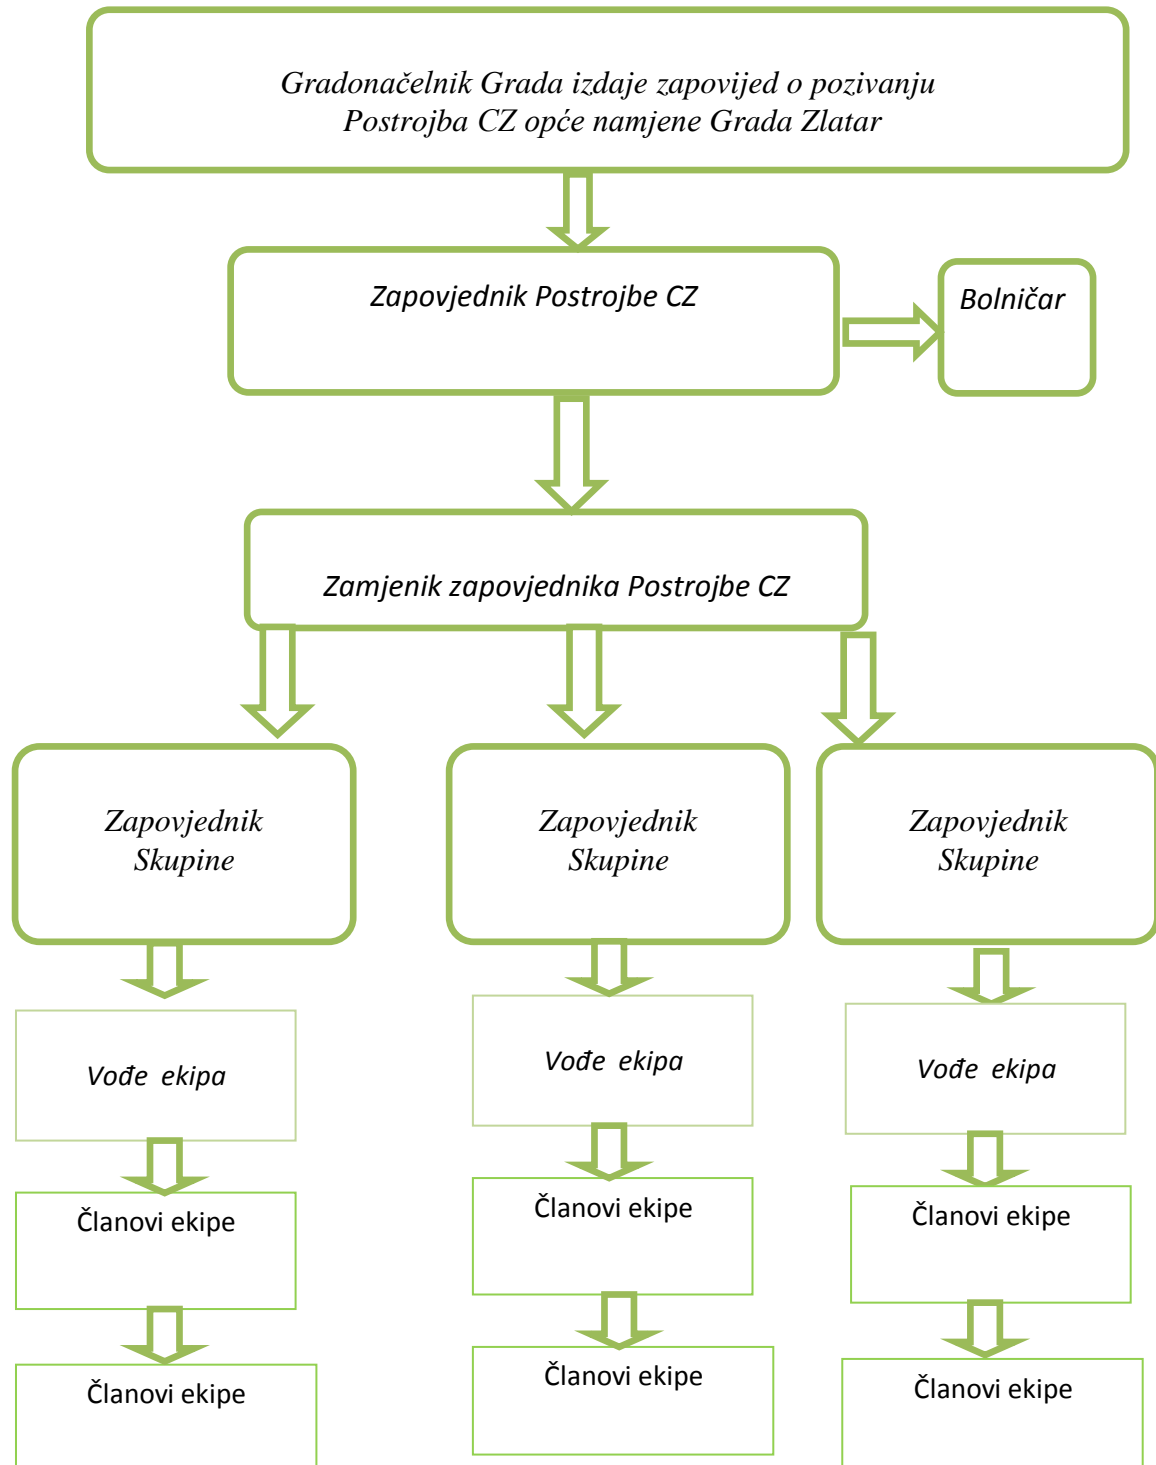 Gradonačelnik Grada izdaje zapovijed o pozivanju
Postrojba CZ opće namjene Grada Zlatar
Zapovjednik Postrojbe CZ
Bolničar
Zamjenik zapovjednika Postrojbe CZ
Zapovjednik
Skupine
Zapovjednik
Skupine
Zapovjednik
Skupine
Vođe ekipa
Vođe ekipa
Vođe ekipa
Članovi ekipe
Članovi ekipe
Članovi ekipe
Članovi ekipe
Članovi ekipe
Članovi ekipe